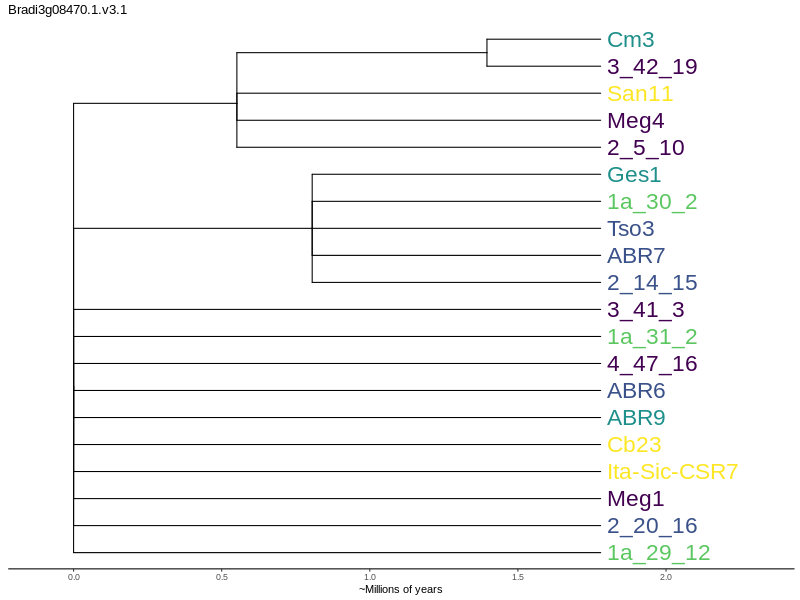 Bradi3g08470.1.v3.1
Cm3
3_42_19
San11
Meg4
2_5_10
Ges1
1a_30_2
Tso3
ABR7
2_14_15
3_41_3
1a_31_2
4_47_16
ABR6
ABR9
Cb23
Ita-Sic-CSR7
Meg1
2_20_16
1a_29_12
0.0 0.5 1.0 1.5 2.0
~Millions of years